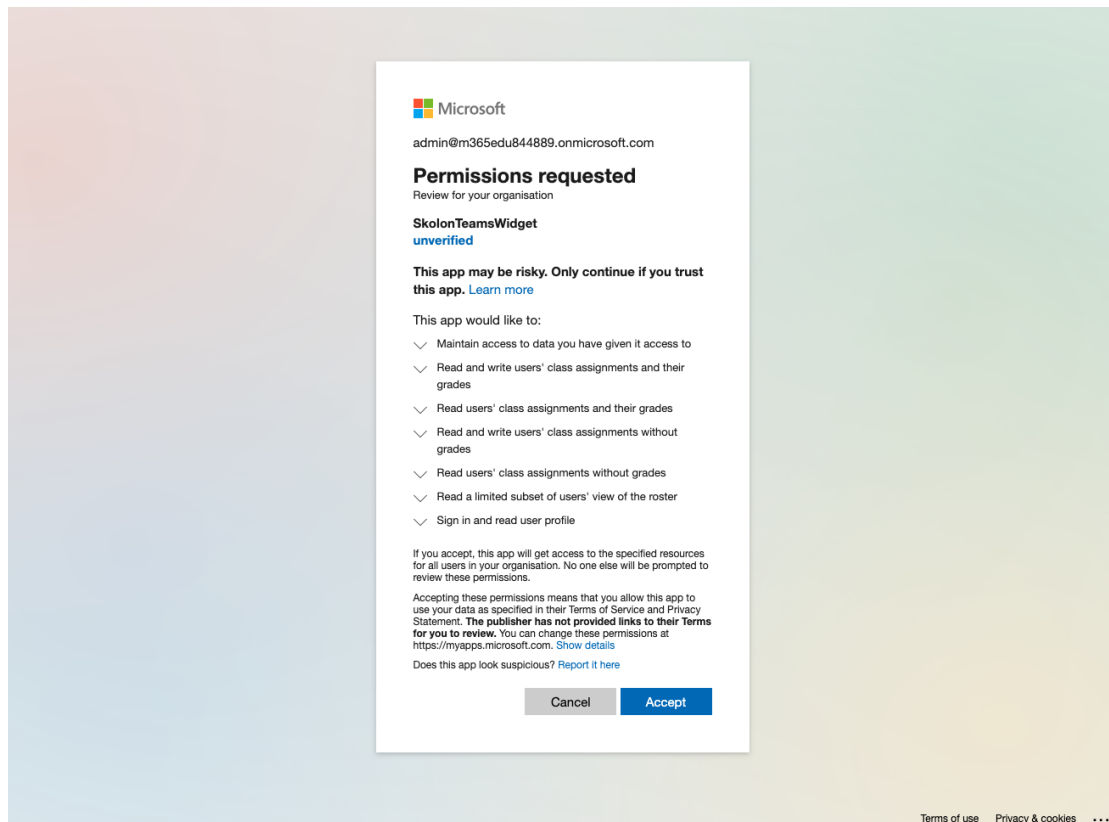 Microsoft
admin@m365edu844889.onmicrosoft.com
Permissions requested
Review for your organisation
SkolonTeamsWidget
unverified
This app may be risky. Only continue if you trust
this app. Learn more
This app would like to:
Maintain access to data you have given it access to
Read and write users' class assignments and their
grades
Read users' class assignments and their grades
Read and write users' class assignments without
grades
Read users' class assignments without grades
Read a limited subset of users' view of the roster
Sign in and read user profile
If you accept, this app will get access to the specified resources
for all users in your organisation. No one else will be prompted to
review these permissions.
Accepting these permissions means that you allow this app to
use your data as specified in their Terms of Service and Privacy
Statement. The publisher has not provided links to their Terms
for you to review. You can change these permissions at
https://myapps.microsoft.com. Show details
Does this app look suspicious? Report it here
Cancel Accept
Terms of use Privacy & cookies ...